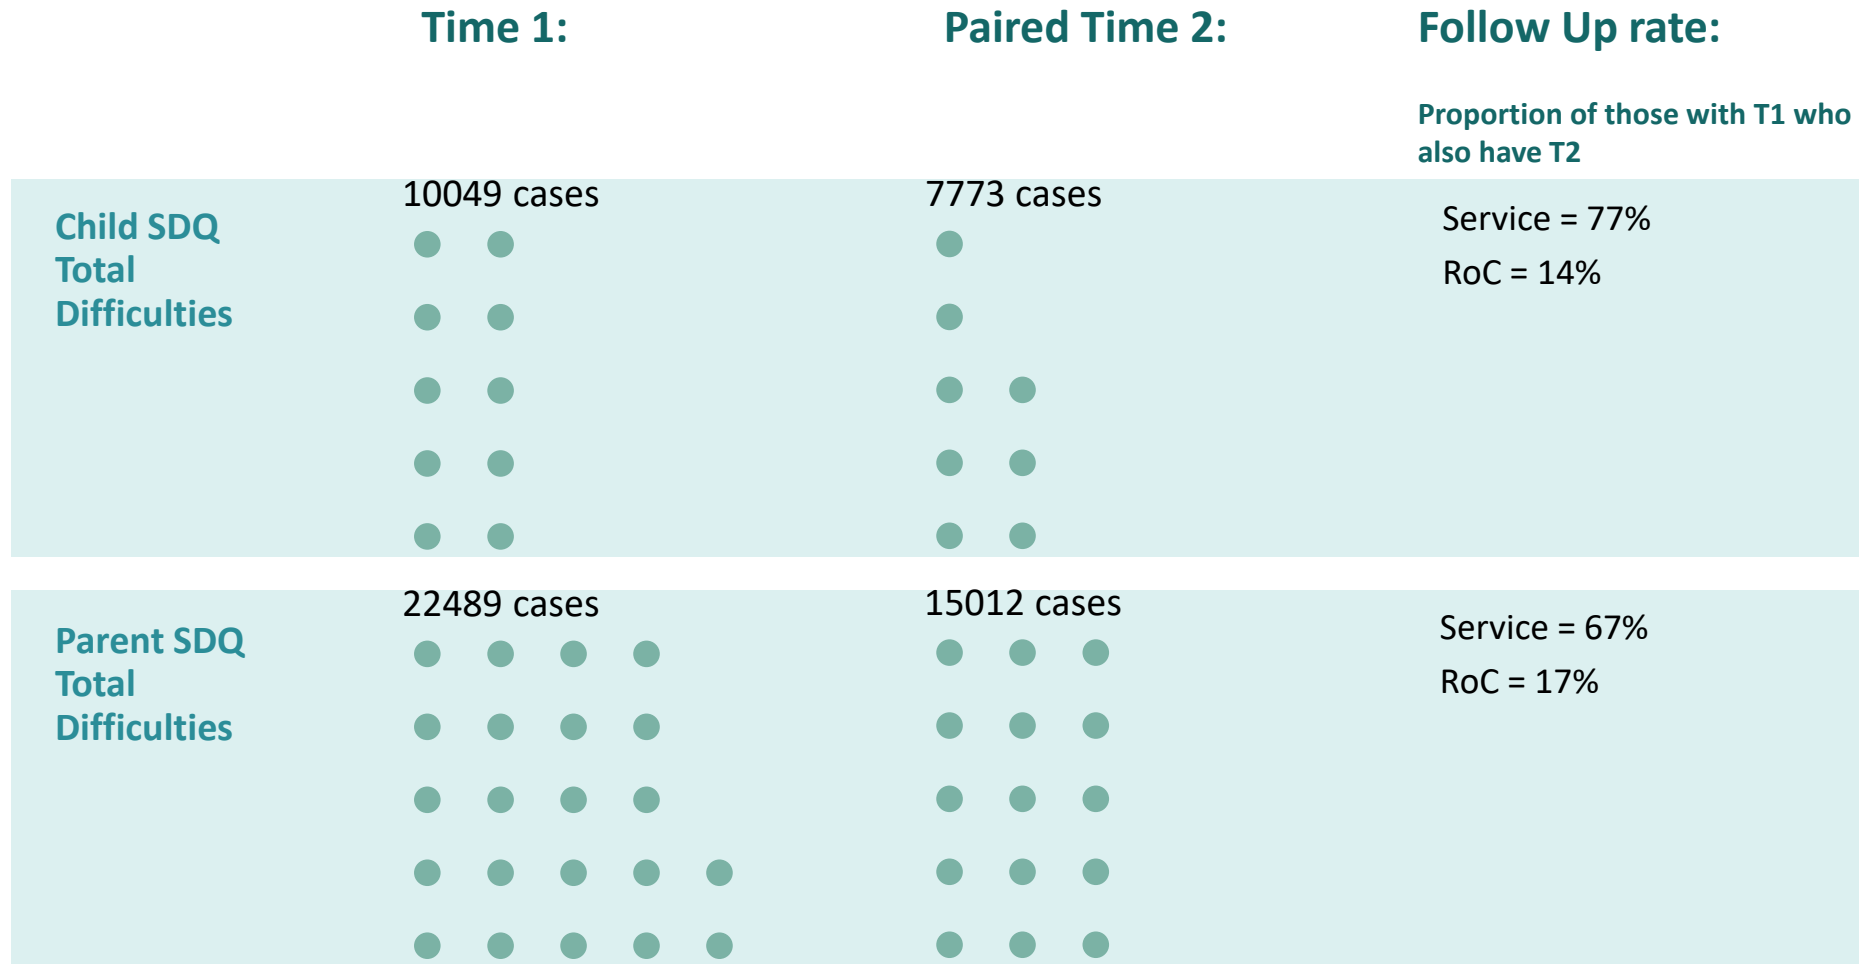 Time 1:
Paired Time 2:
Follow Up rate:
Proportion of those with T1 who
also have T2
Child SDQ
Total
Difficulties
10049 cases
7773 cases
Service = 77%
RoC = 14%
Parent SDQ
Total
Difficulties
22489 cases
15012 cases
Service = 67%
RoC = 17%